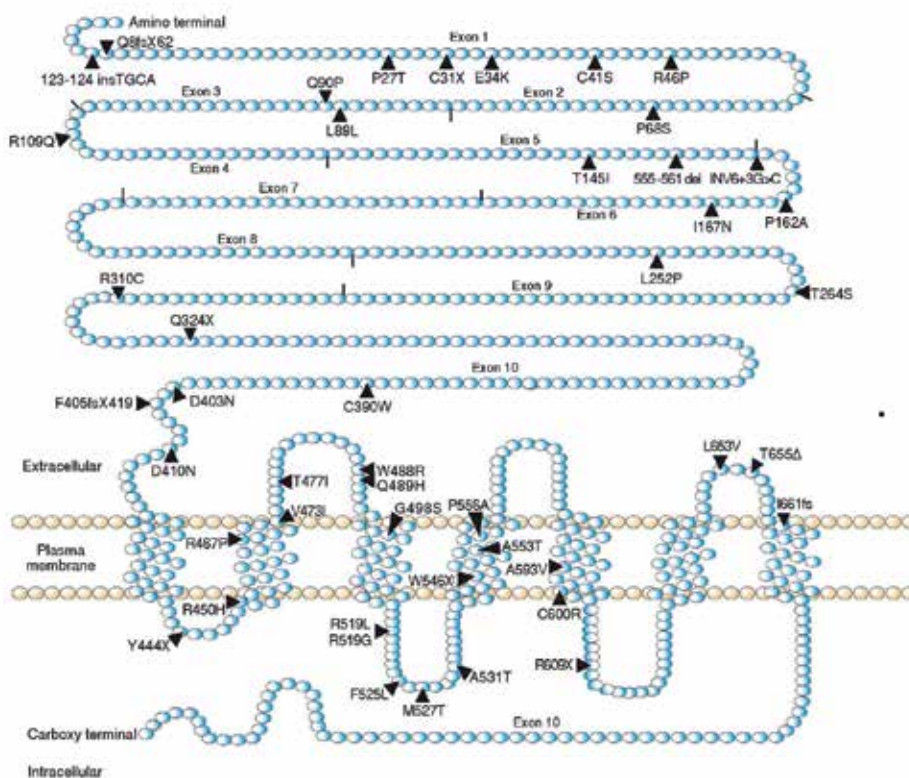 Amino terminal
Q8fsX62
Exon 1
123-124 insTGCA
P27T
C31X
E34K
C41S
R46P
Exon 3
Q90P
Exon 2
L89L
P68S
R109Q
Exon 4
Exon 5
T145I
555-561 del
INV6+3G>C
Exon 7
Exon 6
I167N
P162A
Exon 8
L252P
R310C
Exon 9
T264S
Q324X
Exon 10
F405fsX419
D403N
C390W
Extracellular
D410N
T477I
W488R
Q489H
L653V
T655Δ
V473I
G498S
P555A
I661fs
Plasma
membrane
R467P
A553T
A593V
W546X
R450H
C600R
Y444X
R519L
R519G
R609X
F525L
A531T
M527T
Carboxy terminal
Exon 10
Intracellular